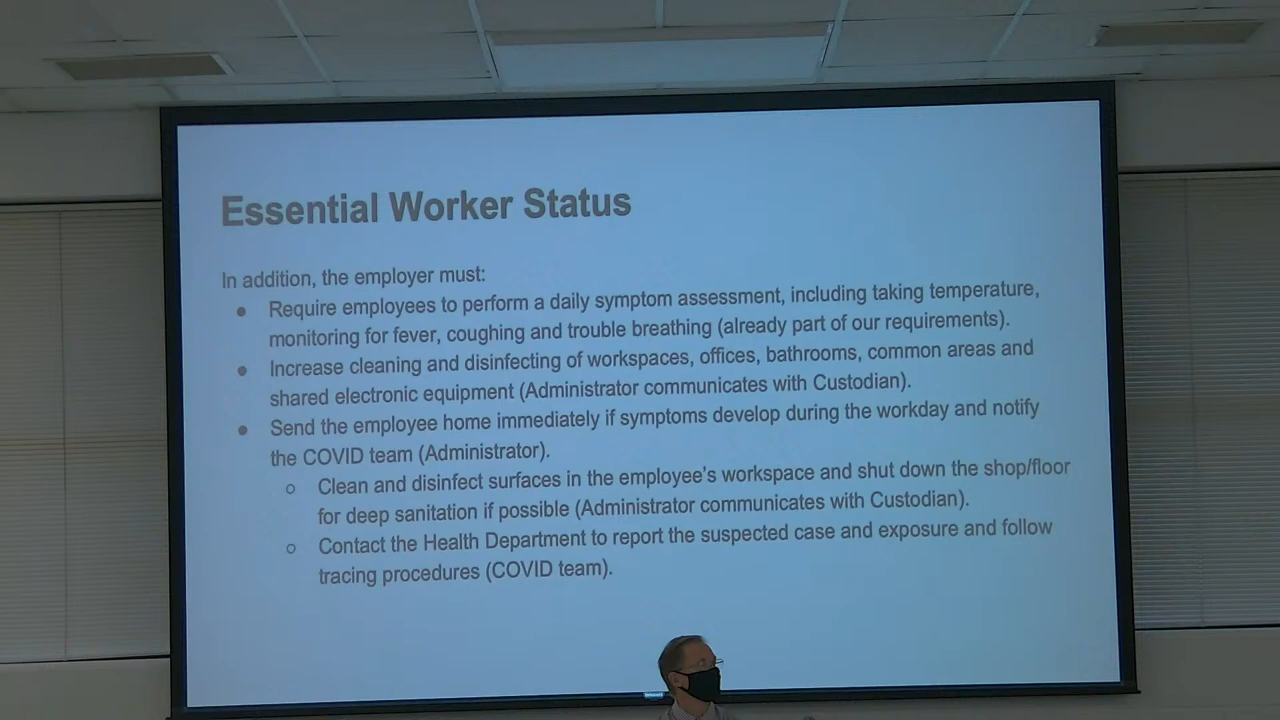 Essential Worker Status
In addition, the employer must:
● Require employees to perform a daily symptom assessment, including taking temperature,
monitoring for fever, coughing and trouble breathing (already part of our requirements).
● Increase cleaning and disinfecting of workspaces, offices, bathrooms, common areas and
shared electronic equipment (Administrator communicates with Custodian).
● Send the employee home immediately if symptoms develop during the workday and notify
the COVID team (Administrator).
○ Clean and disinfect surfaces in the employee's workspace and shut down the shop/floor
for deep sanitation if possible (Administrator communicates with Custodian).
○ Contact the Health Department to report the suspected case and exposure and follow
tracing procedures (COVID team).